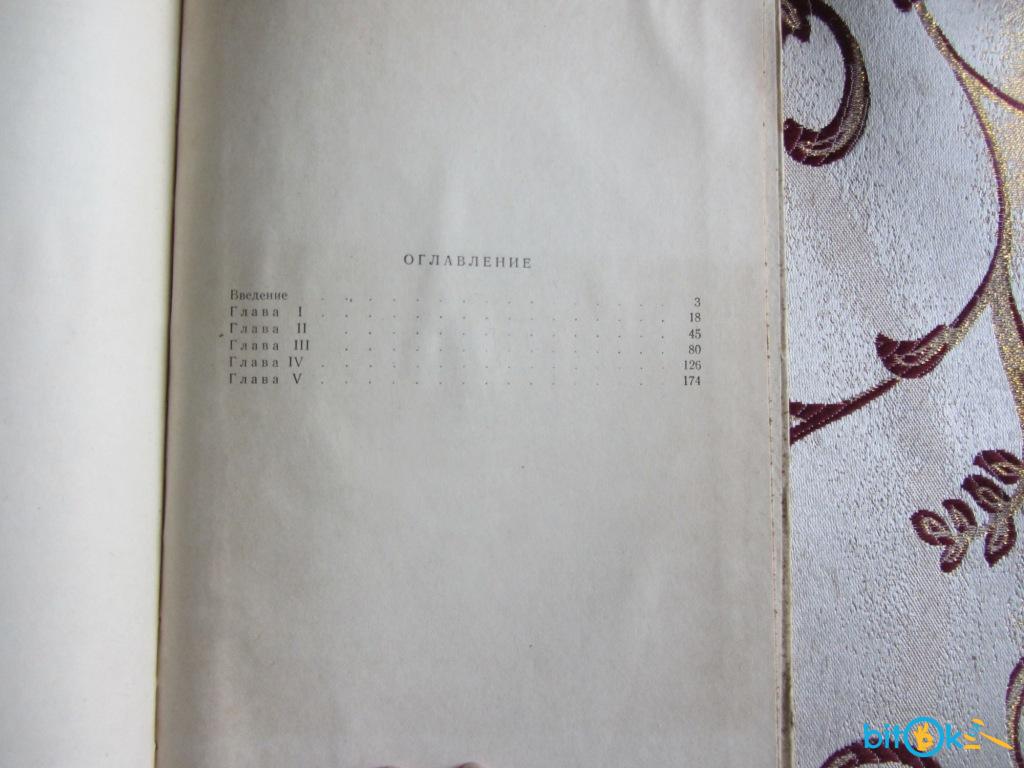 ОГЛАВЛЕНИЕ
Введение . . . . . . . . . . . . . . . . 3
Глава I . . . . . . . . . . . . . . . . 18
Глава II . . . . . . . . . . . . . . . 45
Глава III . . . . . . . . . . . . . . . 80
Глава IV . . . . . . . . . . . . . . . . 126
Глава V . . . . . . . . . . . . . . . . 174
bitOk